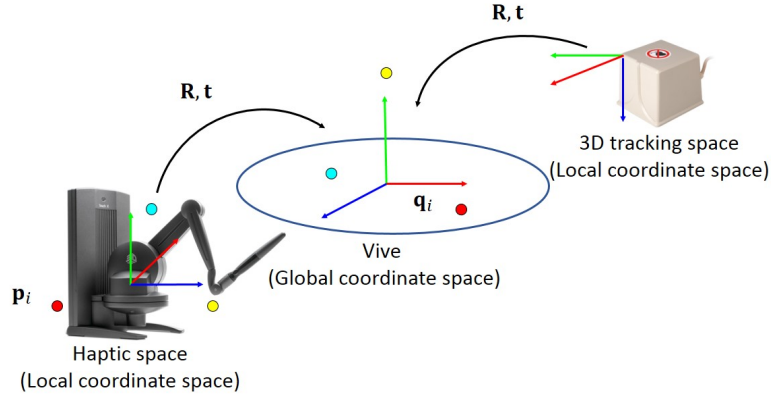 R, t
R, t
3D tracking space
(Local coordinate space)
q_i
Vive
(Global coordinate space)
p_i
Haptic space
(Local coordinate space)